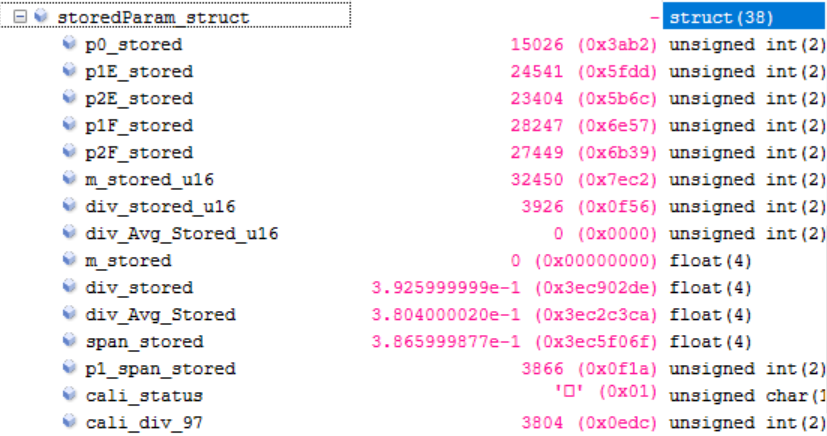 storedParam_struct – struct(38)
p0_stored 15026 (0x3ab2) unsigned int(2)
p1E_stored 24541 (0x5fdd) unsigned int(2)
p2E_stored 23404 (0x5b6c) unsigned int(2)
p1F_stored 28247 (0x6e57) unsigned int(2)
p2F_stored 27449 (0x6b39) unsigned int(2)
m_stored_u16 32450 (0x7ec2) unsigned int(2)
div_stored_u16 3926 (0x0f56) unsigned int(2)
div_Avg_Stored_u16 0 (0x0000) unsigned int(2)
m_stored 0 (0x00000000) float(4)
div_stored 3.925999999e-1 (0x3ec902de) float(4)
div_Avg_Stored 3.804000020e-1 (0x3ec2c3ca) float(4)
span_stored 3.865999877e-1 (0x3ec5f06f) float(4)
p1_span_stored 3866 (0x0f1a) unsigned int(2)
cali_status '□' (0x01) unsigned char(1
cali_div_97 3804 (0x0edc) unsigned int(2)